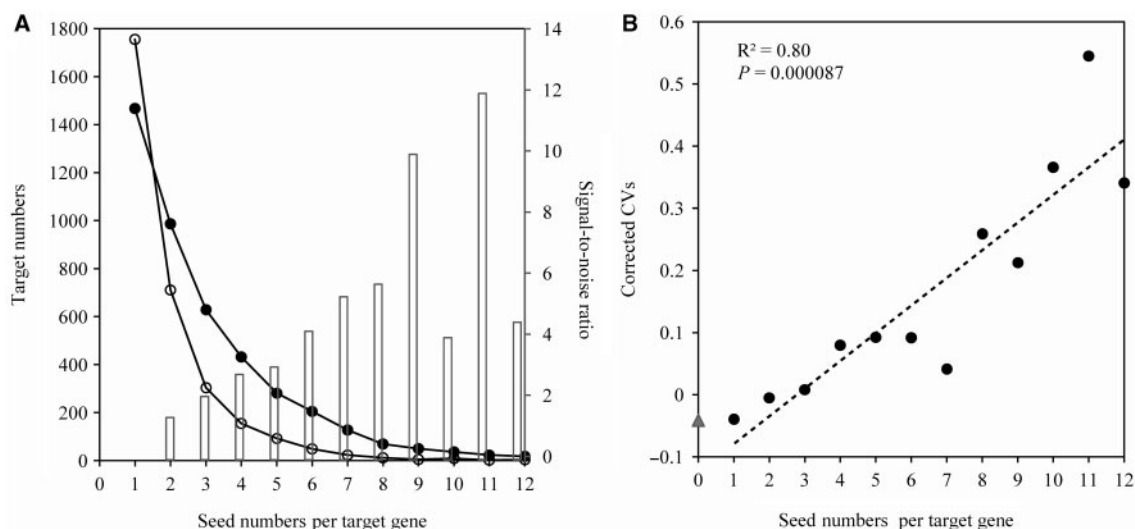 A
1800
1600
1400
1200
1000
800
600
400
200
0
Target numbers
14
12
10
8
6
4
2
0
Signal-to-noise ratio
0 1 2 3 4 5 6 7 8 9 10 11 12
Seed numbers per target gene
B
0.6
0.5
0.4
0.3
0.2
0.1
0
−0.1
Corrected CVs
R² = 0.80
P = 0.000087
0 1 2 3 4 5 6 7 8 9 10 11 12
Seed numbers per target gene